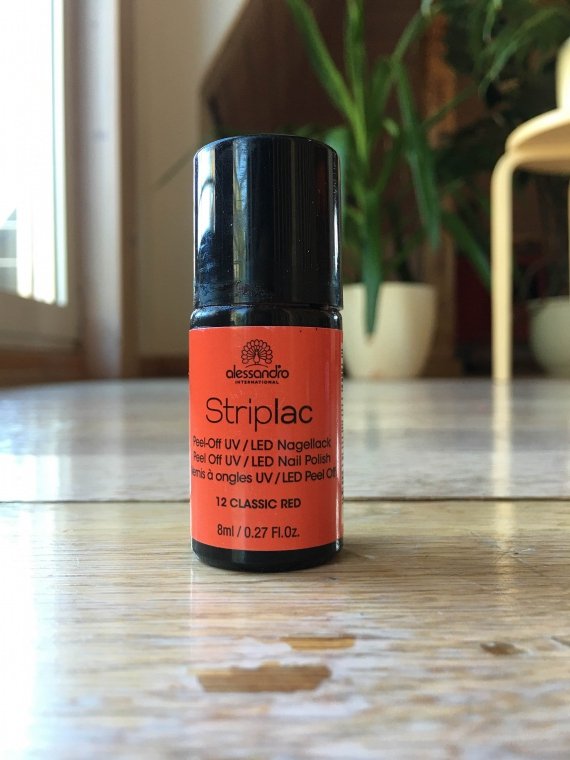 alessandro
INTERNATIONAL
Striplac
Peel-Off UV / LED Nagellack
Peel Off UV / LED Nail Polish
à ongles UV / LED Peel Off
12 CLASSIC RED
8ml / 0.27 Fl.Oz.